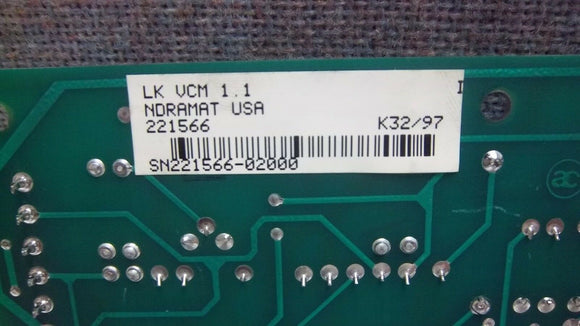 LK VCM 1.1
NDRAMAT USA
221566 K32/97
SN221566-02000